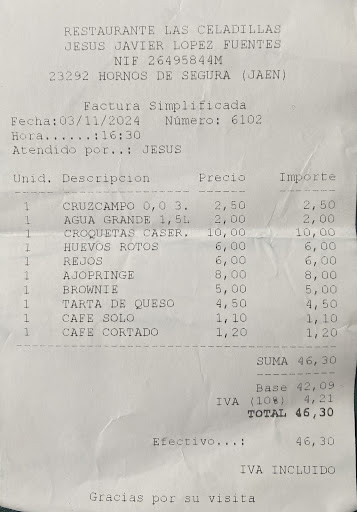 RESTAURANTE LAS CELADILLAS
JESUS JAVIER LOPEZ FUENTES
NIF 26495844M
23292 HORNOS DE SEGURA (JAEN)
Factura Simplificada
Fecha:03/11/2024 Número: 6102
Hora......:16:30
Atendido por..: JESUS
Unid. Descripcion Precio Importe
1 CRUZCAMPO 0,0 3. 2,50 2,50
1 AGUA GRANDE 1,5L 2,00 2,00
1 CROQUETAS CASER. 10,00 10,00
1 HUEVOS ROTOS 6,00 6,00
1 REJOS 6,00 6,00
1 AJOPRINGE 8,00 8,00
1 BROWNIE 5,00 5,00
1 TARTA DE QUESO 4,50 4,50
1 CAFE SOLO 1,10 1,10
1 CAFE CORTADO 1,20 1,20
SUMA 46,30
Base 42,09
IVA (10%) 4,21
TOTAL 46,30
Efectivo...: 46,30
IVA INCLUIDO
Gracias por su visita